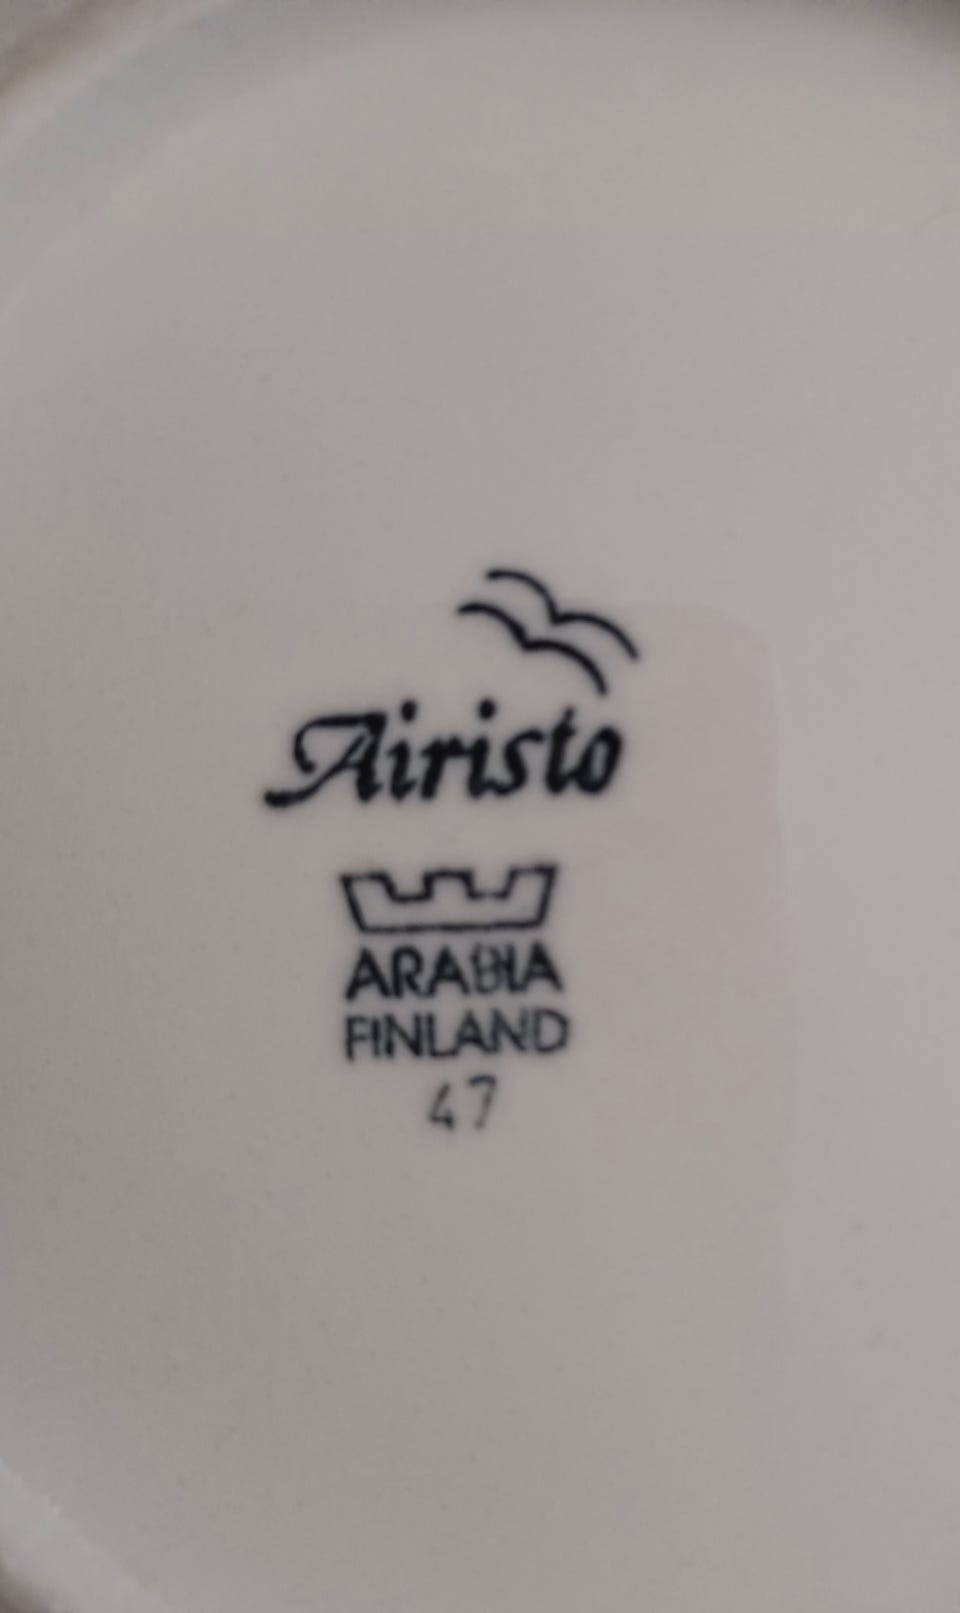 Airisto
ARABIA
FINLAND
47